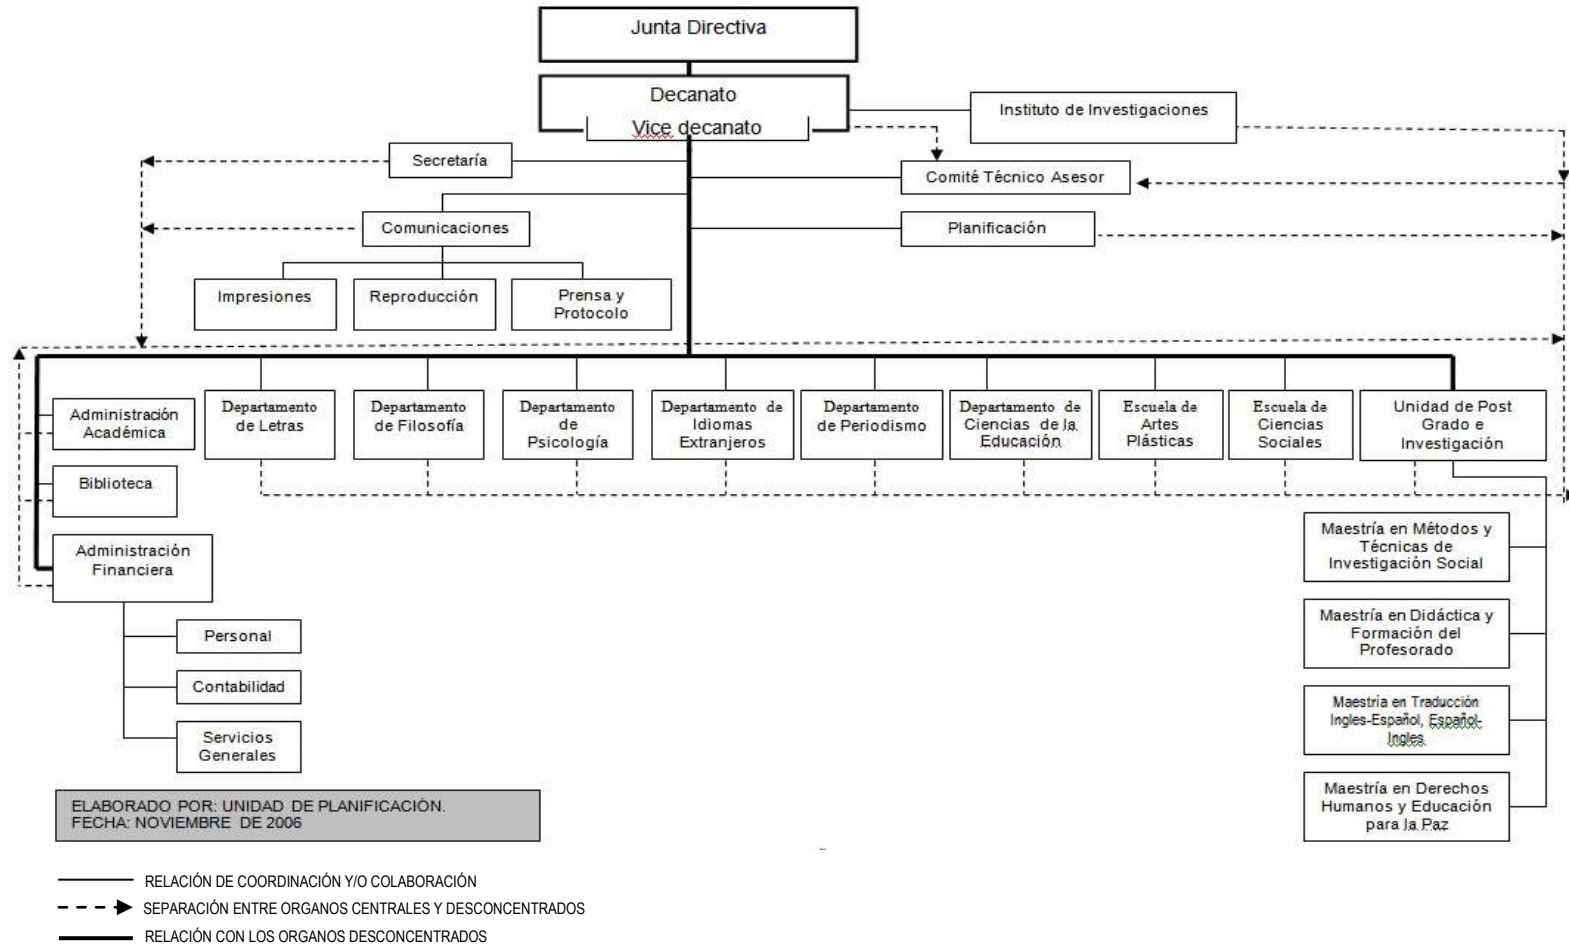 Junta Directiva
Decanato
Vice decanato
Instituto de Investigaciones
Secretaría
Comité Técnico Asesor
Comunicaciones
Planificación
Impresiones
Reproducción
Prensa y
Protocolo
Administración
Académica
Departamento
de Letras
Departamento
de Filosofía
Departamento
de
Psicología
Departamento de
Idiomas
Extranjeros
Departamento
de Periodismo
Departamento de
Ciencias de la
Educación
Escuela de
Artes
Plásticas
Escuela de
Ciencias
Sociales
Unidad de Post
Grado e
Investigación
Biblioteca
Administración
Financiera
Personal
Contabilidad
Servicios
Generales
Maestría en Métodos y
Técnicas de
Investigación Social
Maestría en Didáctica y
Formación del
Profesorado
Maestría en Traducción
Ingles-Español, Español-
Ingles
Maestría en Derechos
Humanos y Educación
para la Paz
ELABORADO POR: UNIDAD DE PLANIFICACIÓN.
FECHA: NOVIEMBRE DE 2006
RELACIÓN DE COORDINACIÓN Y/O COLABORACIÓN
SEPARACIÓN ENTRE ORGANOS CENTRALES Y DESCONCENTRADOS
RELACIÓN CON LOS ORGANOS DESCONCENTRADOS